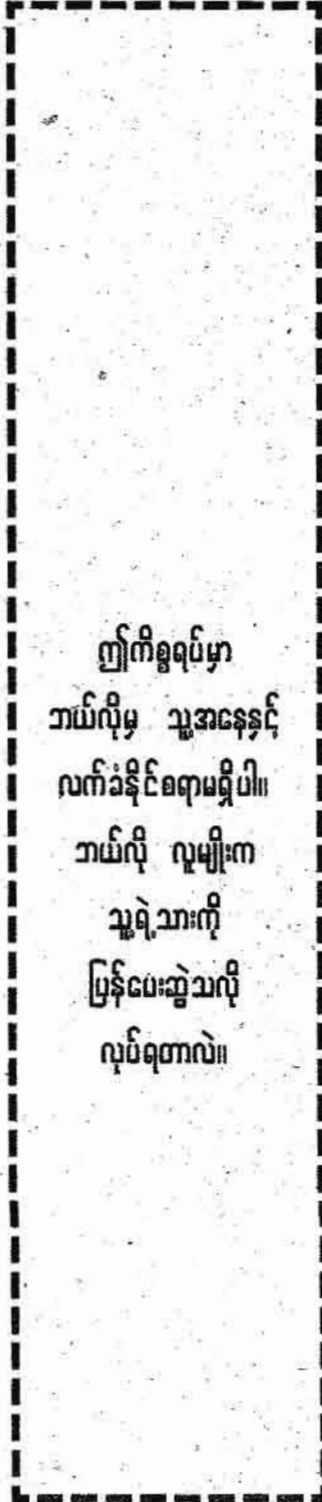 ဤကိစ္စရပ်မှာ
ဘယ်လိုမှ သူ့အနေနှင့်
လက်ခံနိုင်စရာမရှိပါ။
ဘယ်လို လူမျိုးက
သူ့ရဲ့သားကို
ပြန်ပေးဆွဲသလို
လုပ်ရတာလဲ။